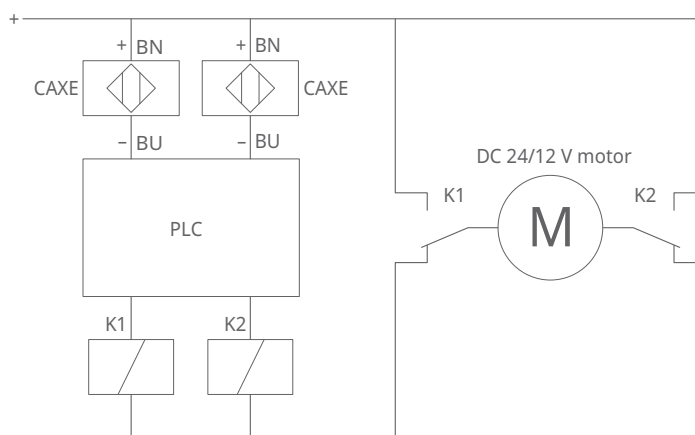 +
+ BN + BN
CAXE CAXE
− BU − BU
DC 24/12 V motor
K1 K2
PLC M
K1 K2